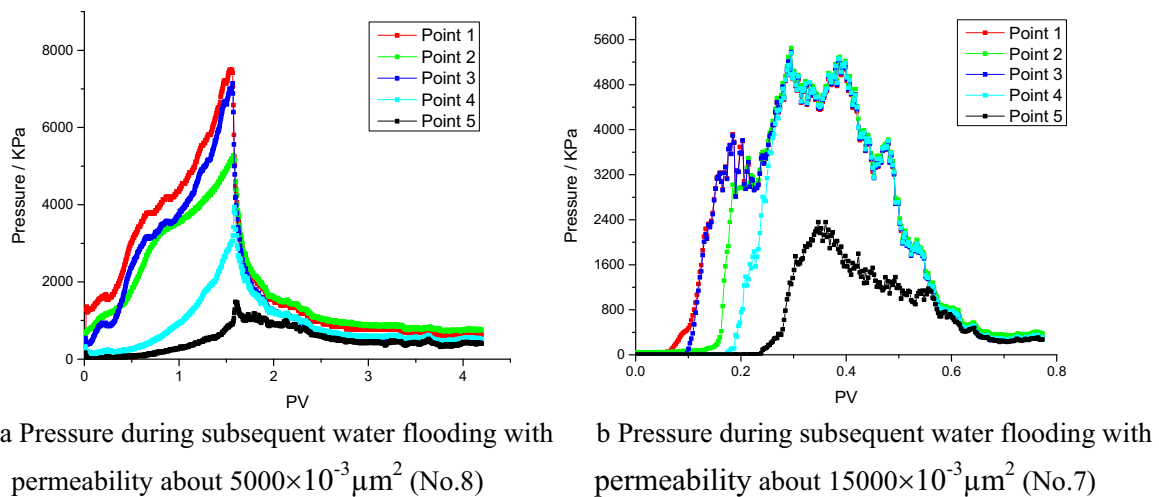 8000
6000
4000
2000
0
Pressure / KPa
0
1
2
3
4
PV
Point 1
Point 2
Point 3
Point 4
Point 5
5600
4800
4000
3200
2400
1600
800
0
Pressure / KPa
0.0
0.2
0.4
0.6
0.8
PV
Point 1
Point 2
Point 3
Point 4
Point 5
a Pressure during subsequent water flooding with
permeability about 5000×10⁻³μm² (No.8)
b Pressure during subsequent water flooding with
permeability about 15000×10⁻³μm² (No.7)